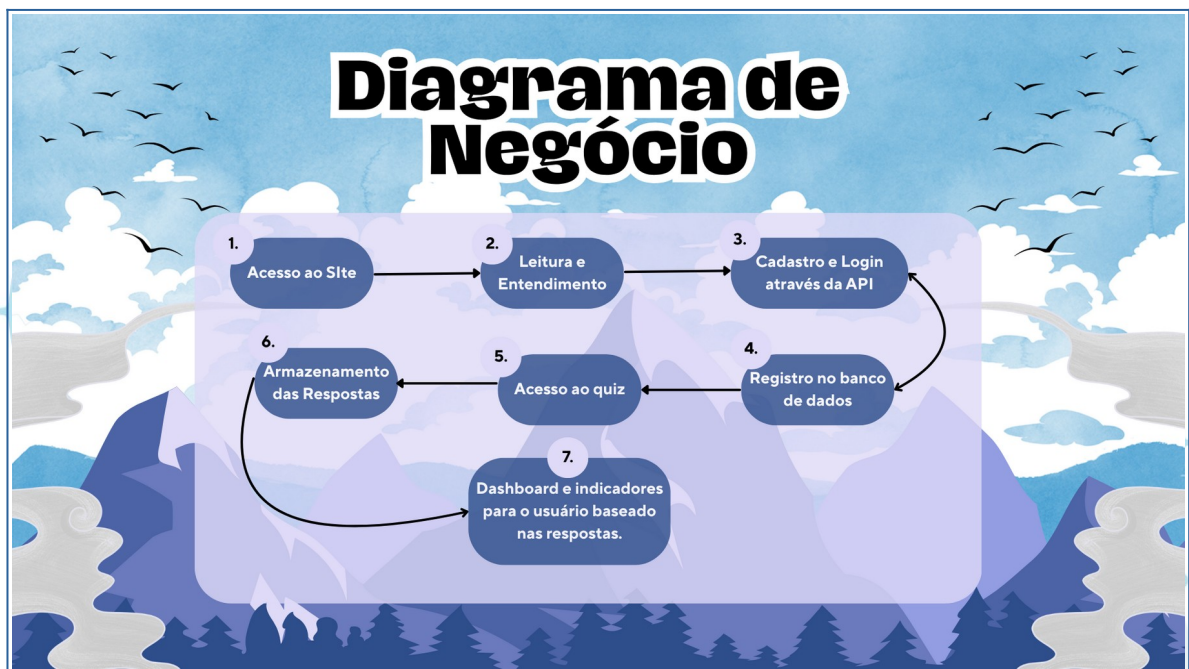 Diagrama de
Negócio
1.
Acesso ao SIte
2.
Leitura e
Entendimento
3.
Cadastro e Login
através da API
4.
Registro no banco
de dados
5.
Acesso ao quiz
6.
Armazenamento
das Respostas
7.
Dashboard e indicadores
para o usuário baseado
nas respostas.